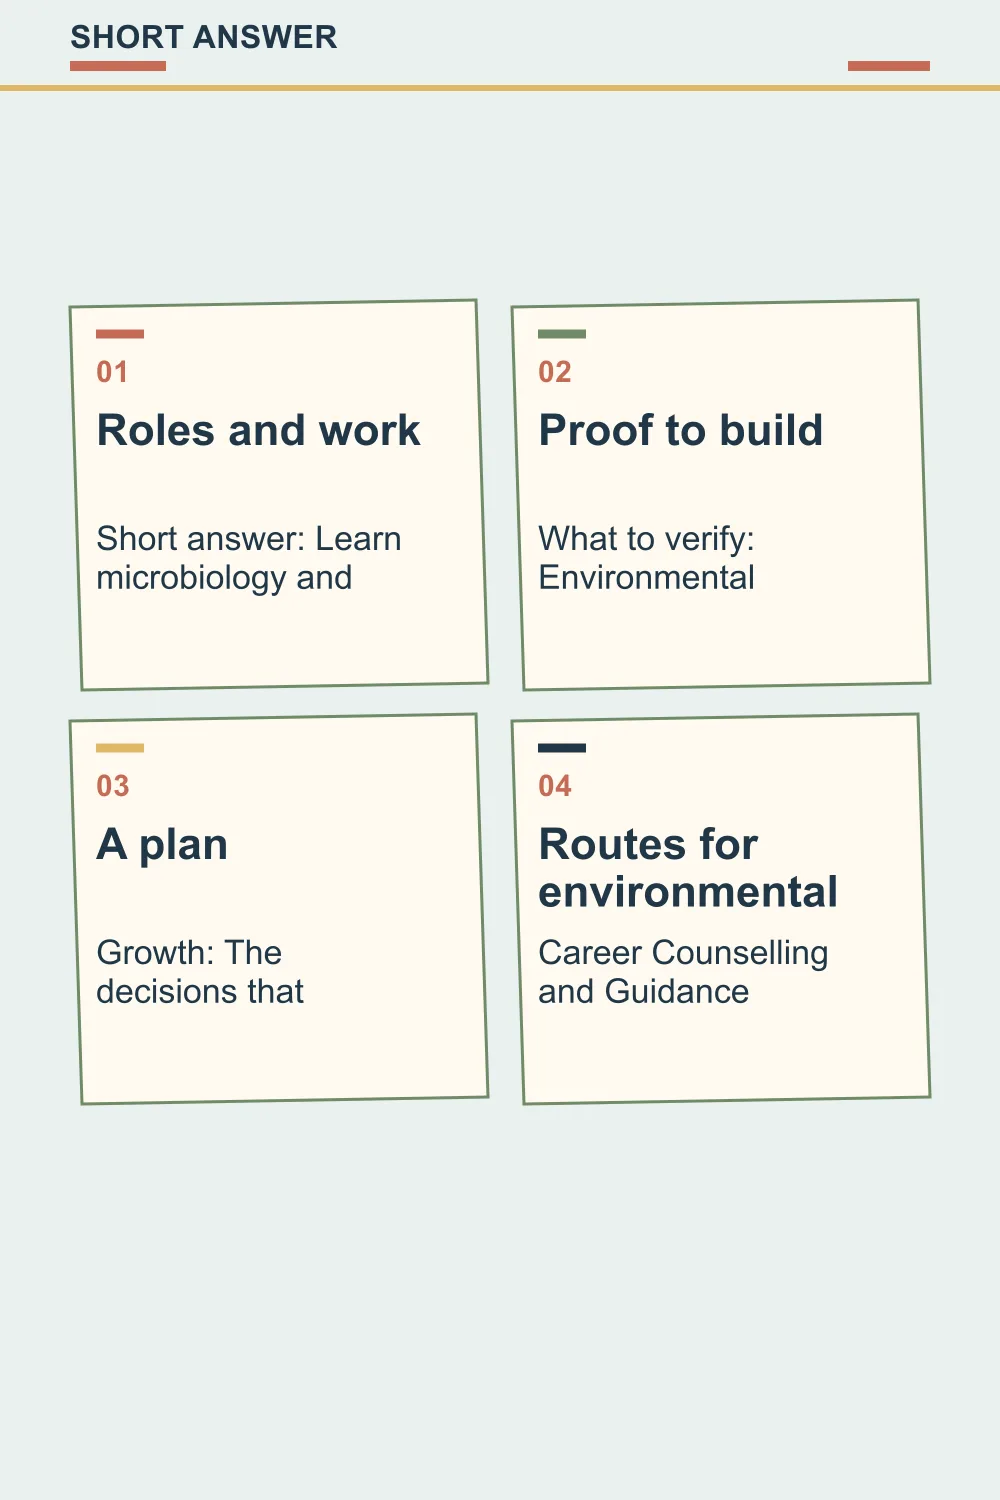 SHORT ANSWER
01
Roles and work
Short answer: Learn
microbiology and
02
Proof to build
What to verify:
Environmental
03
A plan
Growth: The
decisions that
04
Routes for
environmental
Career Counselling
and Guidance